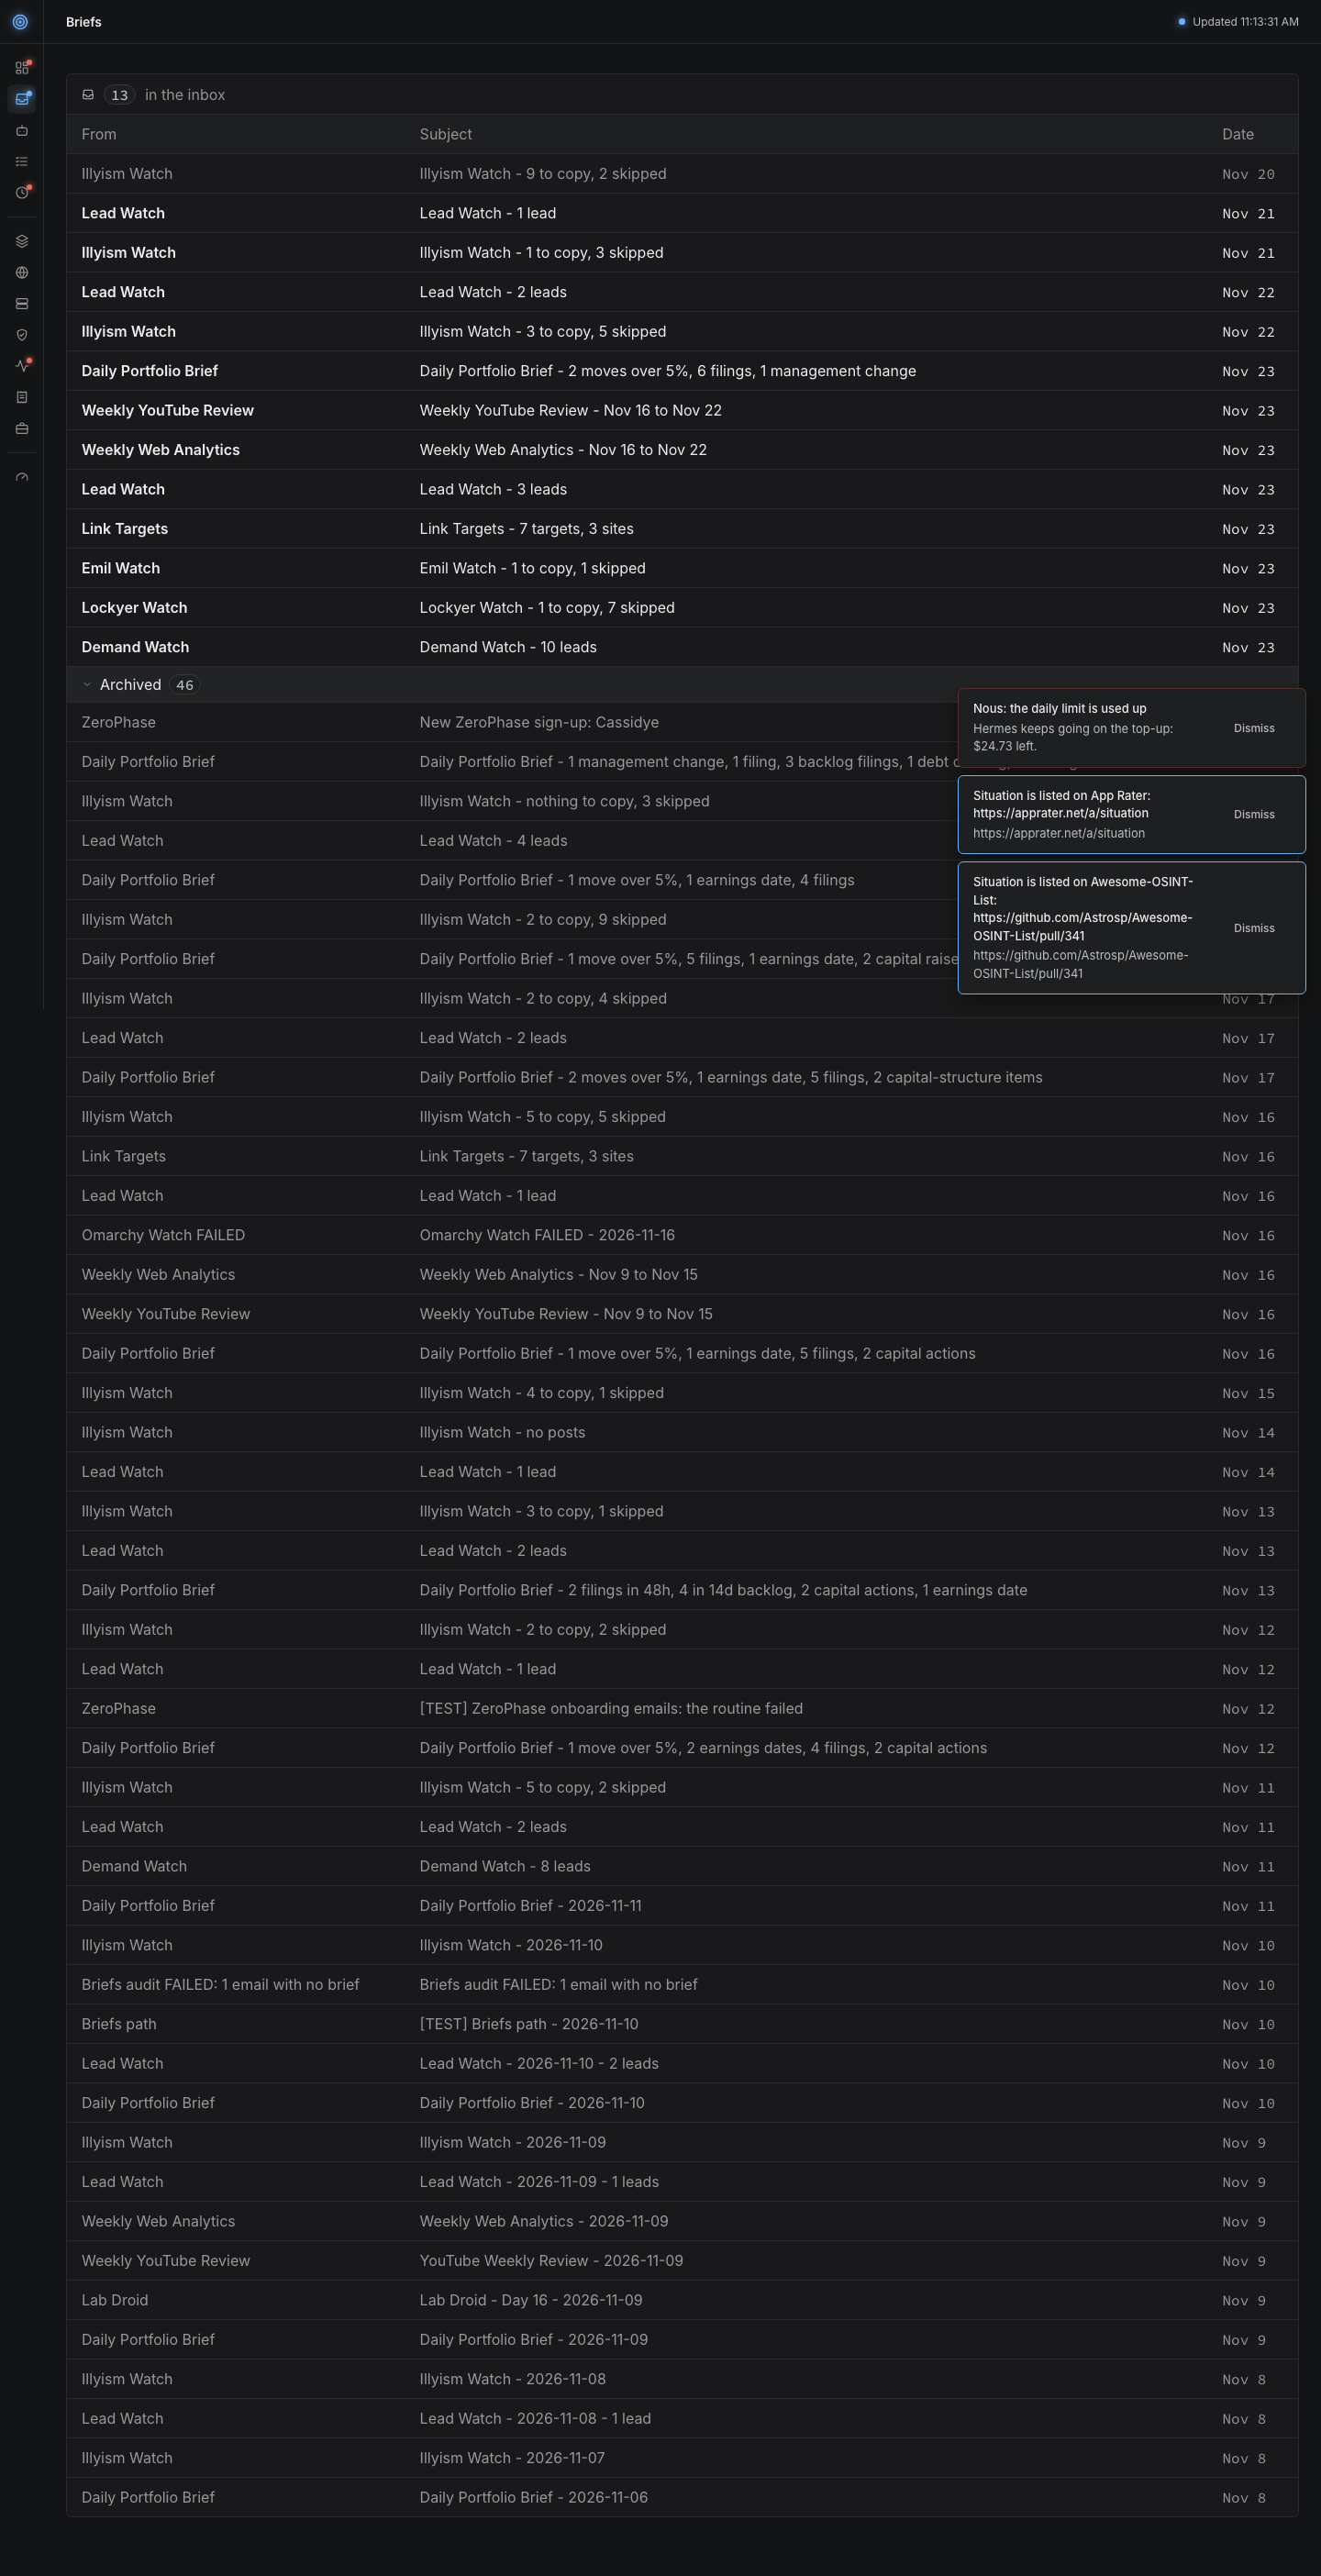 Briefs
Updated 11:13:31 AM
13 in the inbox
From Subject Date
Illyism Watch Illyism Watch - 9 to copy, 2 skipped Nov 20
Lead Watch Lead Watch - 1 lead Nov 21
Illyism Watch Illyism Watch - 1 to copy, 3 skipped Nov 21
Lead Watch Lead Watch - 2 leads Nov 22
Illyism Watch Illyism Watch - 3 to copy, 5 skipped Nov 22
Daily Portfolio Brief Daily Portfolio Brief - 2 moves over 5%, 6 filings, 1 management change Nov 23
Weekly YouTube Review Weekly YouTube Review - Nov 16 to Nov 22 Nov 23
Weekly Web Analytics Weekly Web Analytics - Nov 16 to Nov 22 Nov 23
Lead Watch Lead Watch - 3 leads Nov 23
Link Targets Link Targets - 7 targets, 3 sites Nov 23
Emil Watch Emil Watch - 1 to copy, 1 skipped Nov 23
Lockyer Watch Lockyer Watch - 1 to copy, 7 skipped Nov 23
Demand Watch Demand Watch - 10 leads Nov 23
Archived 46
ZeroPhase New ZeroPhase sign-up: Cassidye
Daily Portfolio Brief Daily Portfolio Brief - 1 management change, 1 filing, 3 backlog filings, 1 debt
Illyism Watch Illyism Watch - nothing to copy, 3 skipped
Lead Watch Lead Watch - 4 leads
Daily Portfolio Brief Daily Portfolio Brief - 1 move over 5%, 1 earnings date, 4 filings
Illyism Watch Illyism Watch - 2 to copy, 9 skipped
Daily Portfolio Brief Daily Portfolio Brief - 1 move over 5%, 5 filings, 1 earnings date, 2 capital raise
Nous: the daily limit is used up
Hermes keeps going on the top-up:
$24.73 left.
Dismiss
Situation is listed on App Rater:
https://apprater.net/a/situation
https://apprater.net/a/situation
Dismiss
Situation is listed on Awesome-OSINT-
List:
https://github.com/Astrosp/Awesome-
OSINT-List/pull/341
https://github.com/Astrosp/Awesome-
OSINT-List/pull/341
Dismiss
Illyism Watch Illyism Watch - 2 to copy, 4 skipped Nov 17
Lead Watch Lead Watch - 2 leads Nov 17
Daily Portfolio Brief Daily Portfolio Brief - 2 moves over 5%, 1 earnings date, 5 filings, 2 capital-structure items Nov 17
Illyism Watch Illyism Watch - 5 to copy, 5 skipped Nov 16
Link Targets Link Targets - 7 targets, 3 sites Nov 16
Lead Watch Lead Watch - 1 lead Nov 16
Omarchy Watch FAILED Omarchy Watch FAILED - 2026-11-16 Nov 16
Weekly Web Analytics Weekly Web Analytics - Nov 9 to Nov 15 Nov 16
Weekly YouTube Review Weekly YouTube Review - Nov 9 to Nov 15 Nov 16
Daily Portfolio Brief Daily Portfolio Brief - 1 move over 5%, 1 earnings date, 5 filings, 2 capital actions Nov 16
Illyism Watch Illyism Watch - 4 to copy, 1 skipped Nov 15
Illyism Watch Illyism Watch - no posts Nov 14
Lead Watch Lead Watch - 1 lead Nov 14
Illyism Watch Illyism Watch - 3 to copy, 1 skipped Nov 13
Lead Watch Lead Watch - 2 leads Nov 13
Daily Portfolio Brief Daily Portfolio Brief - 2 filings in 48h, 4 in 14d backlog, 2 capital actions, 1 earnings date Nov 13
Illyism Watch Illyism Watch - 2 to copy, 2 skipped Nov 12
Lead Watch Lead Watch - 1 lead Nov 12
ZeroPhase [TEST] ZeroPhase onboarding emails: the routine failed Nov 12
Daily Portfolio Brief Daily Portfolio Brief - 1 move over 5%, 2 earnings dates, 4 filings, 2 capital actions Nov 12
Illyism Watch Illyism Watch - 5 to copy, 2 skipped Nov 11
Lead Watch Lead Watch - 2 leads Nov 11
Demand Watch Demand Watch - 8 leads Nov 11
Daily Portfolio Brief Daily Portfolio Brief - 2026-11-11 Nov 11
Illyism Watch Illyism Watch - 2026-11-10 Nov 10
Briefs audit FAILED: 1 email with no brief Briefs audit FAILED: 1 email with no brief Nov 10
Briefs path [TEST] Briefs path - 2026-11-10 Nov 10
Lead Watch Lead Watch - 2026-11-10 - 2 leads Nov 10
Daily Portfolio Brief Daily Portfolio Brief - 2026-11-10 Nov 10
Illyism Watch Illyism Watch - 2026-11-09 Nov 9
Lead Watch Lead Watch - 2026-11-09 - 1 leads Nov 9
Weekly Web Analytics Weekly Web Analytics - 2026-11-09 Nov 9
Weekly YouTube Review YouTube Weekly Review - 2026-11-09 Nov 9
Lab Droid Lab Droid - Day 16 - 2026-11-09 Nov 9
Daily Portfolio Brief Daily Portfolio Brief - 2026-11-09 Nov 9
Illyism Watch Illyism Watch - 2026-11-08 Nov 8
Lead Watch Lead Watch - 2026-11-08 - 1 lead Nov 8
Illyism Watch Illyism Watch - 2026-11-07 Nov 8
Daily Portfolio Brief Daily Portfolio Brief - 2026-11-06 Nov 8